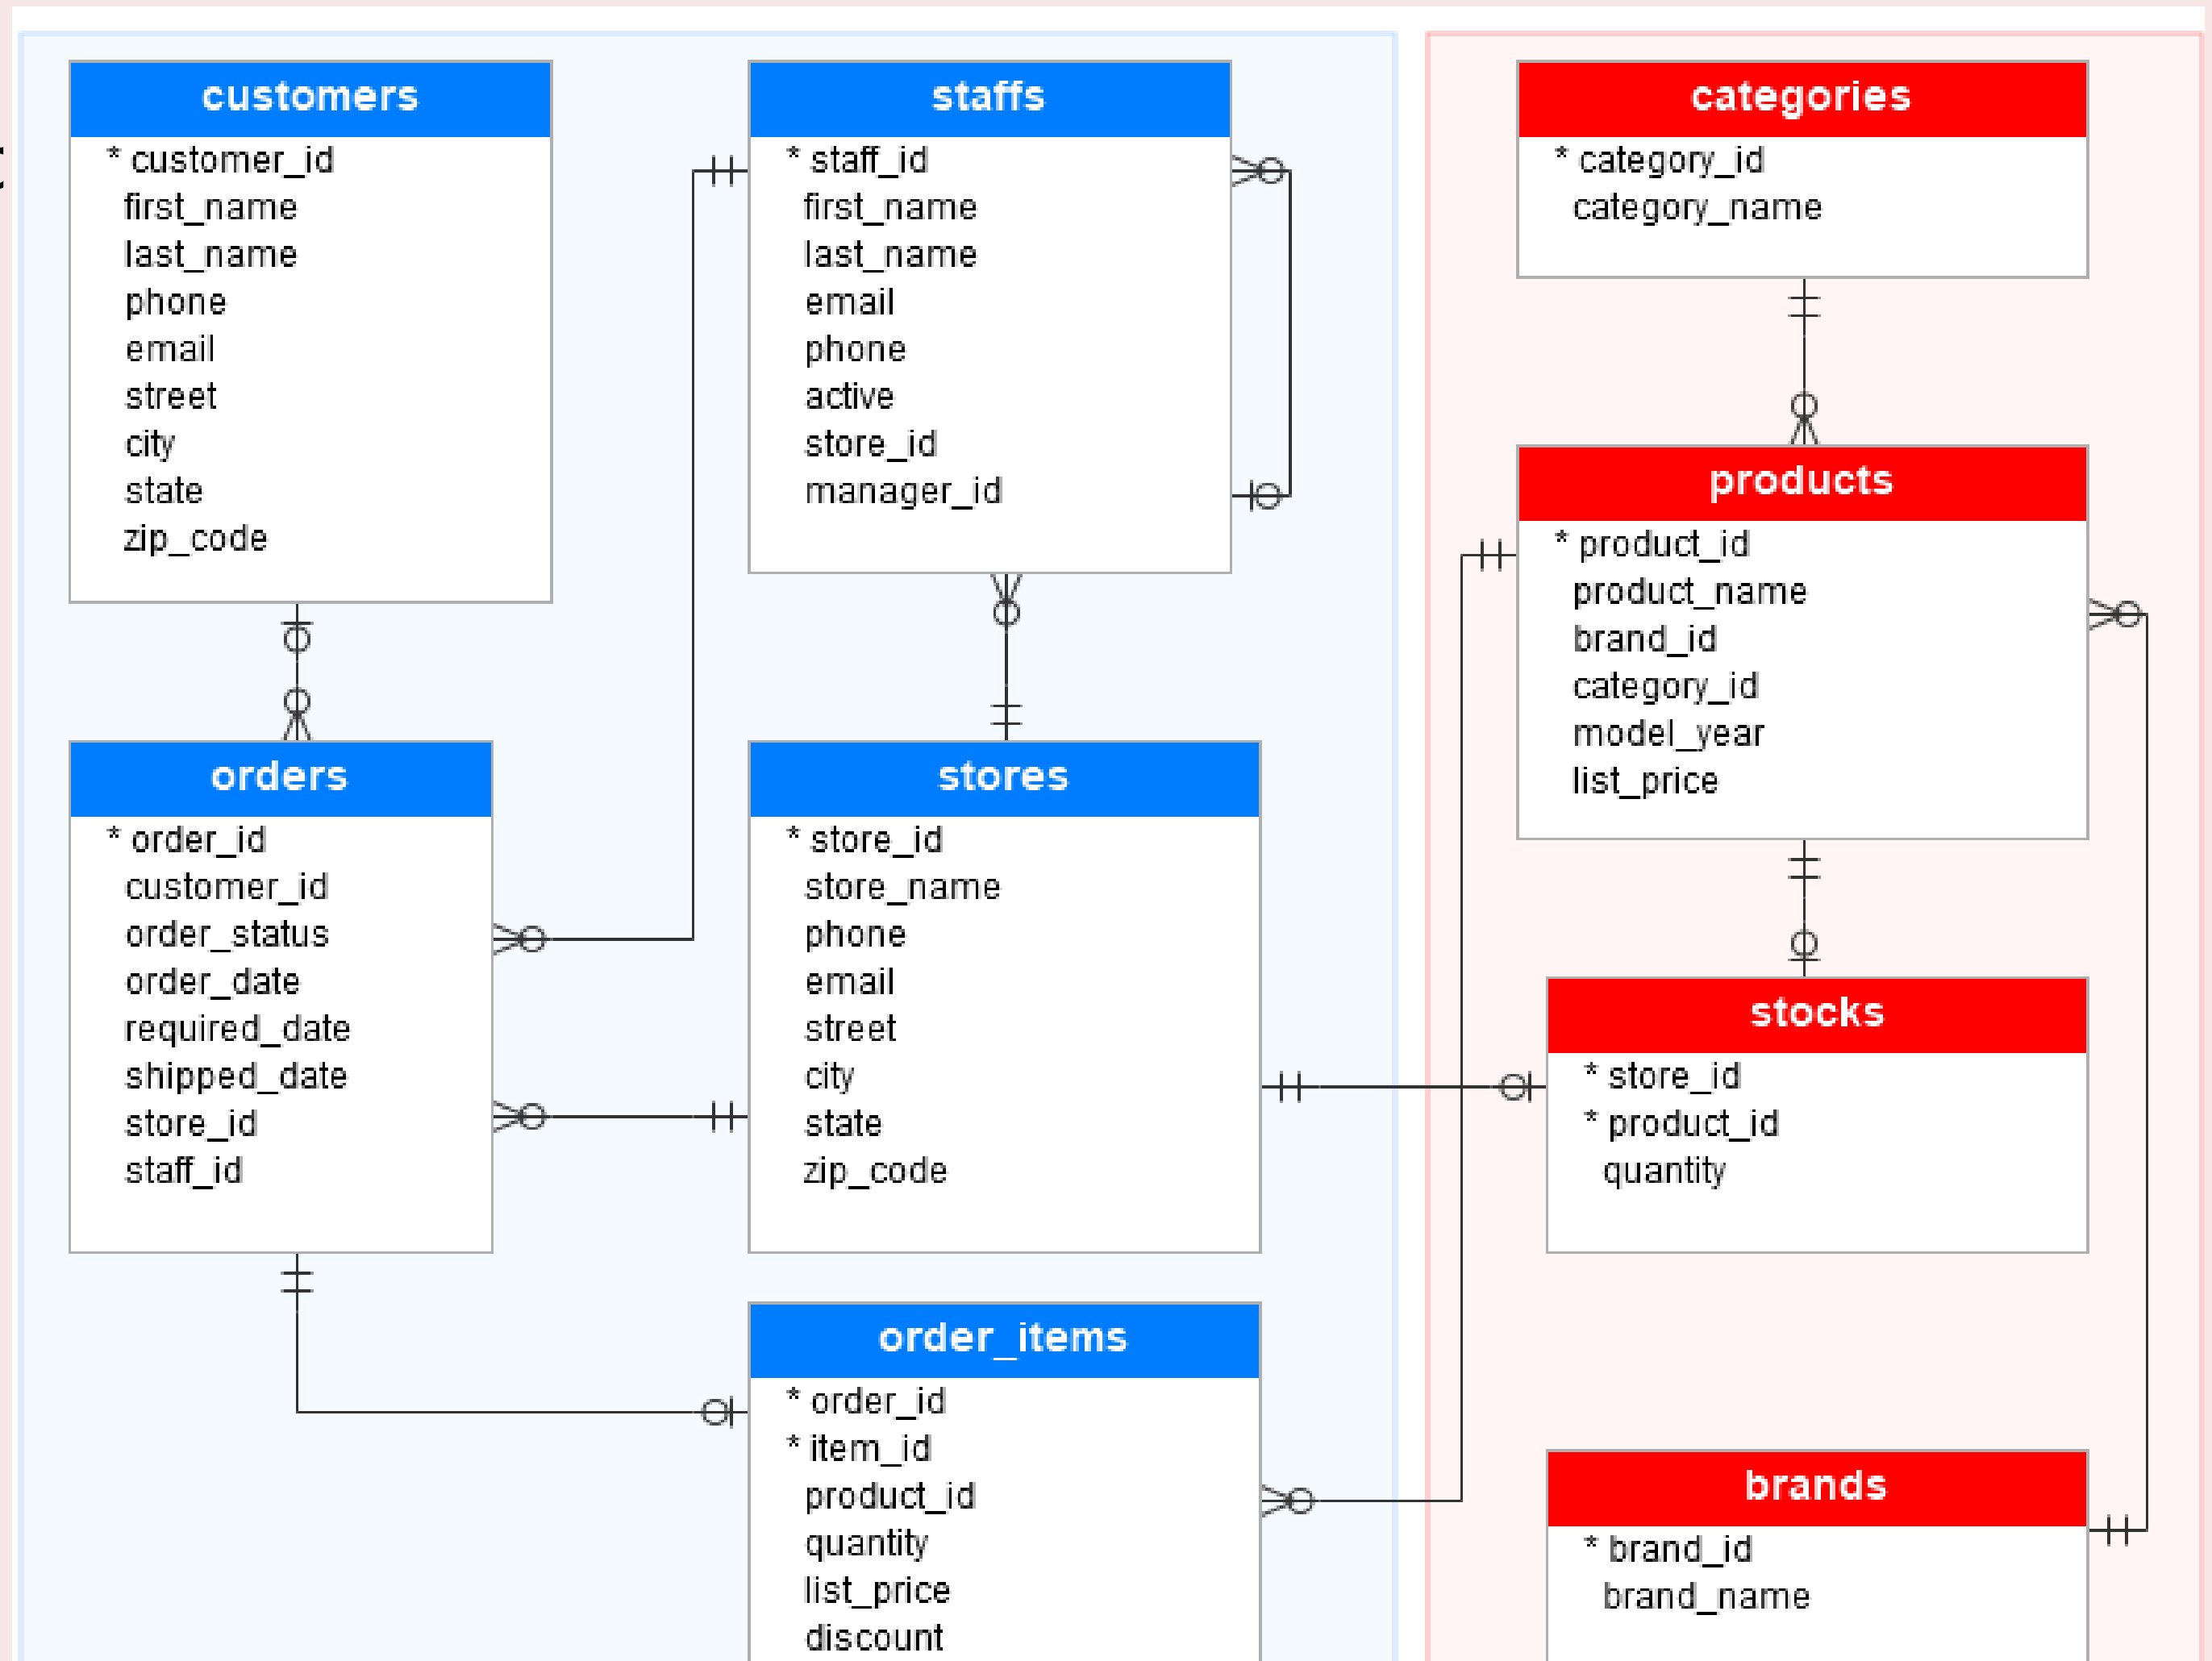 customers
* customer_id
first_name
last_name
phone
email
street
city
state
zip_code
staffs
* staff_id
first_name
last_name
email
phone
active
store_id
manager_id
categories
* category_id
category_name
products
* product_id
product_name
brand_id
category_id
model_year
list_price
orders
* order_id
customer_id
order_status
order_date
required_date
shipped_date
store_id
staff_id
stores
* store_id
store_name
phone
email
street
city
state
zip_code
stocks
* store_id
* product_id
quantity
order_items
* order_id
* item_id
product_id
quantity
list_price
discount
brands
* brand_id
brand_name